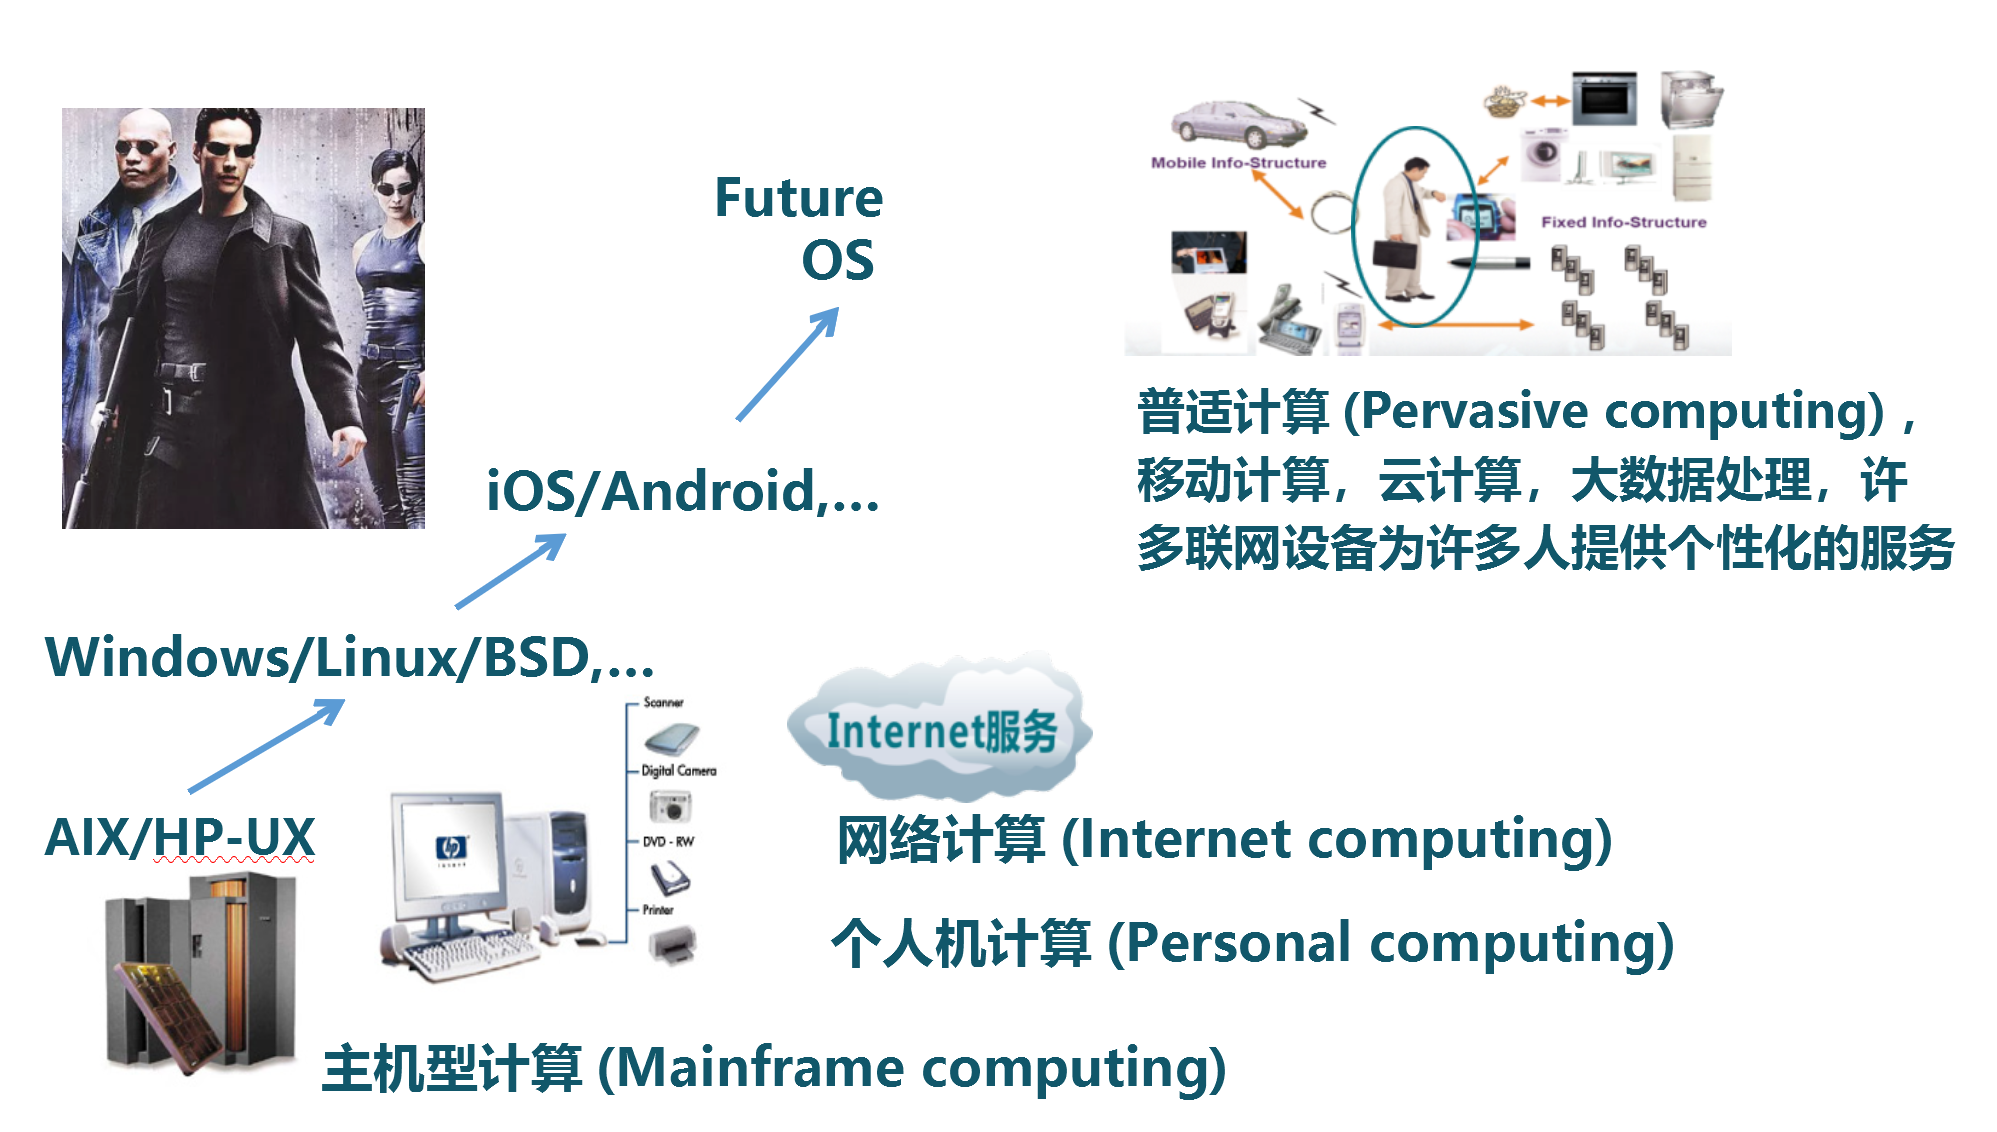 Future
OS
iOS/Android,...
Windows/Linux/BSD,...
AIX/HP-UX
Mobile Info-Structure
Fixed Info-Structure
普适计算 (Pervasive computing) ,
移动计算，云计算，大数据处理，许
多联网设备为许多人提供个性化的服务
Scanner
Digital Camera
DVD - RW
Printer
hp
invent
Internet服务
网络计算 (Internet computing)
个人机计算 (Personal computing)
主机型计算 (Mainframe computing)